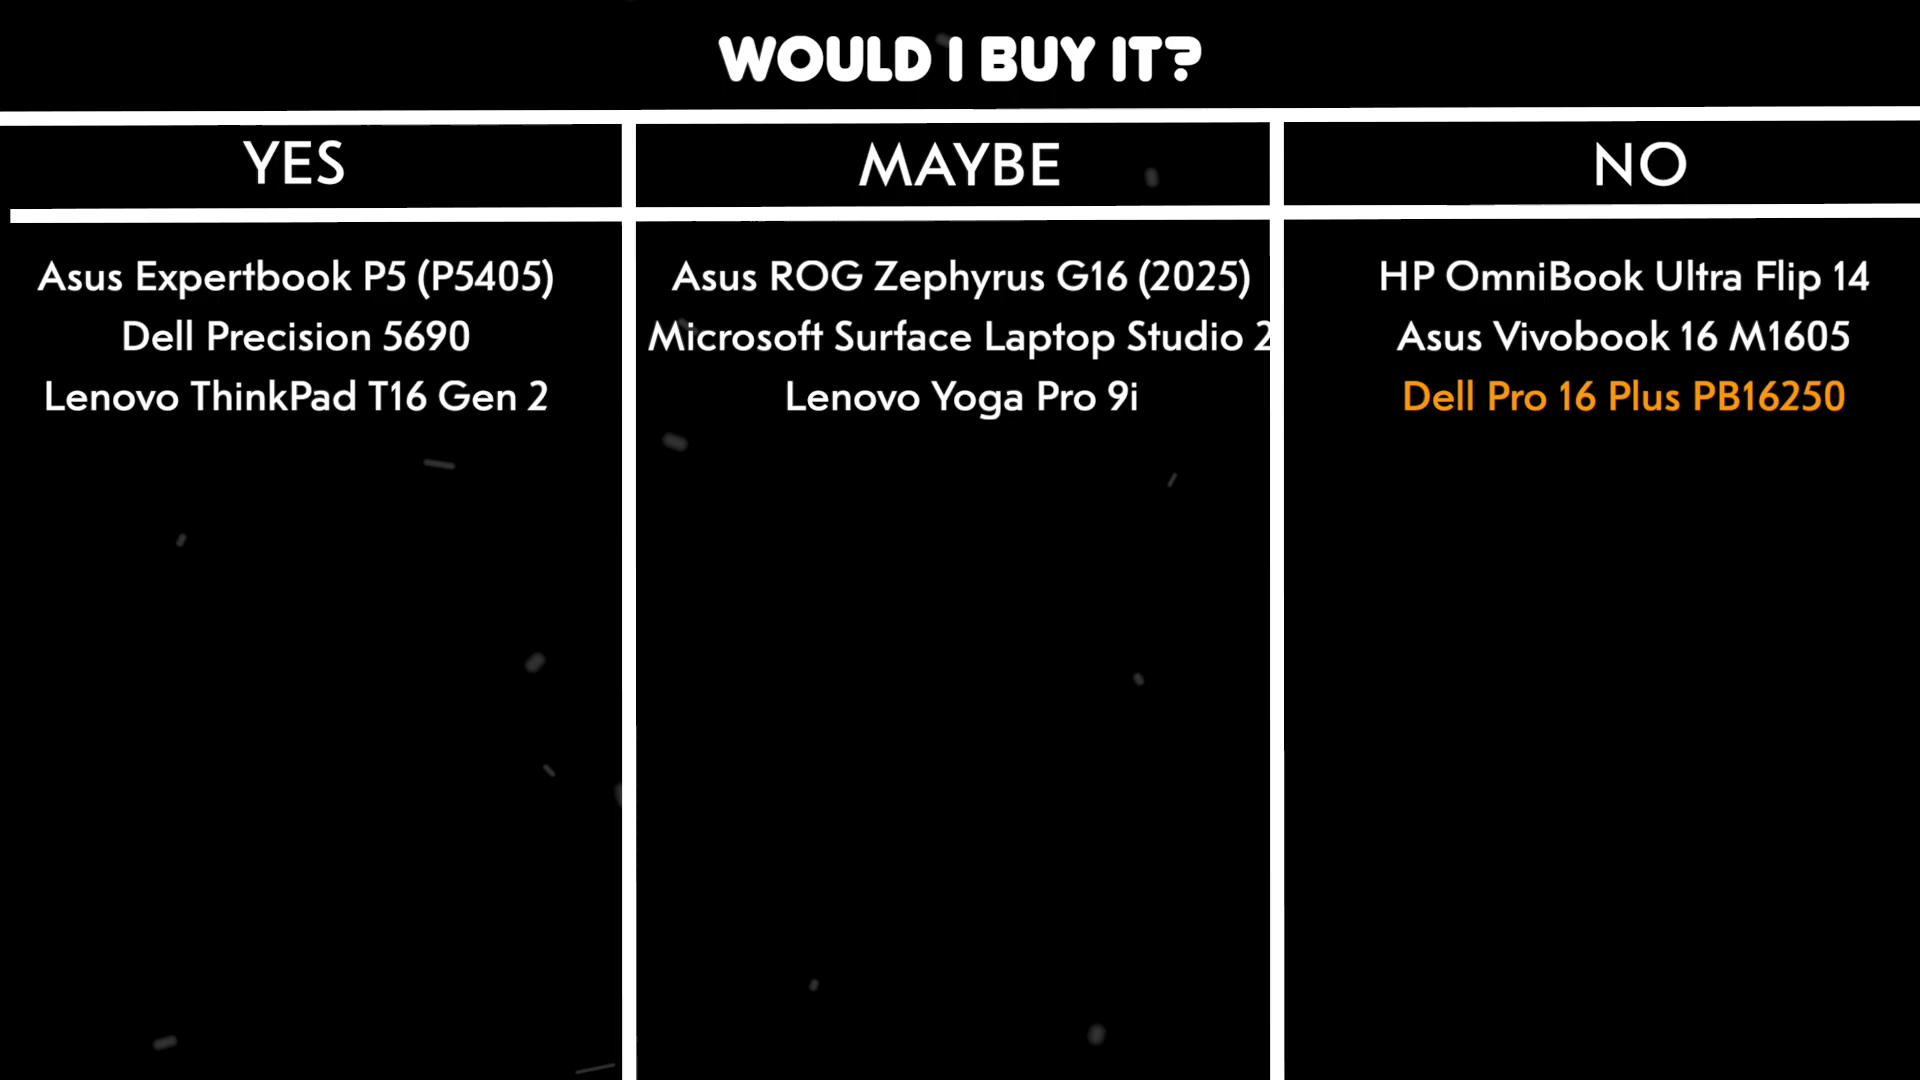 WOULD I BUY IT?
YES
MAYBE
NO
Asus Expertbook P5 (P5405)
Dell Precision 5690
Lenovo ThinkPad T16 Gen 2
Asus ROG Zephyrus G16 (2025)
Microsoft Surface Laptop Studio 2
Lenovo Yoga Pro 9i
HP OmniBook Ultra Flip 14
Asus Vivobook 16 M1605
Dell Pro 16 Plus PB16250